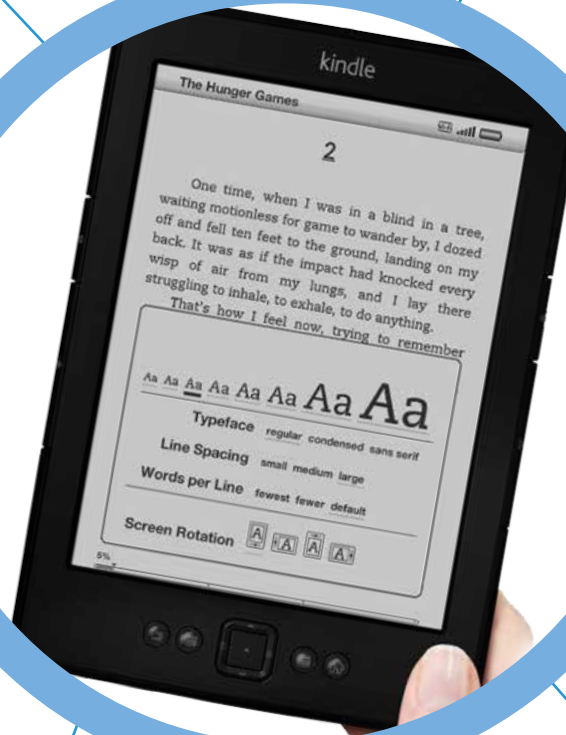 kindle
The Hunger Games
2
One time, when I was in a blind in a tree,
waiting motionless for game to wander by, I dozed
off and fell ten feet to the ground, landing on my
back. It was as if the impact had knocked every
wisp of air from my lungs, and I lay there
struggling to inhale, to exhale, to do anything.
That's how I feel now, trying to remember
Aa Aa Aa Aa Aa Aa Aa Aa
Typeface regular condensed sans serif
Line Spacing small medium large
Words per Line fewest fewer default
Screen Rotation A A A A
5%